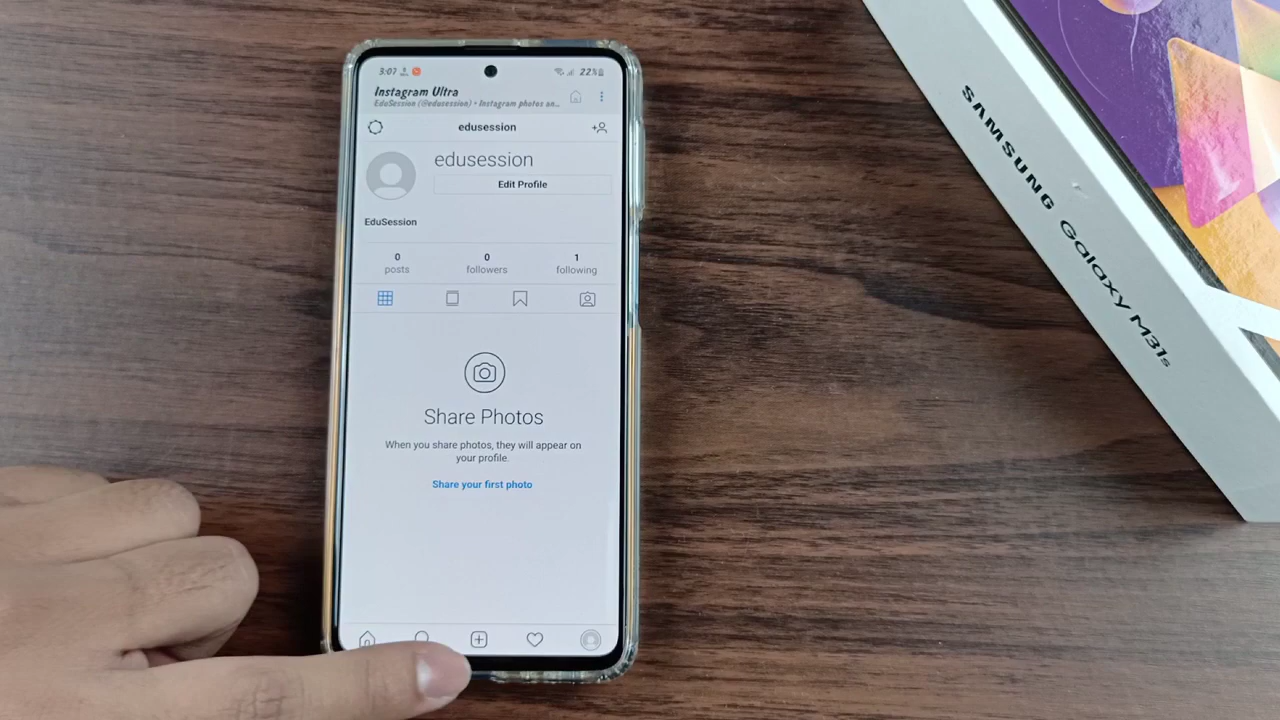 3:07
22%
Instagram Ultra
EduSession (@edusession) • Instagram photos an...
edusession
edusession
Edit Profile
EduSession
0 0 1
posts followers following
Share Photos
When you share photos, they will appear on
your profile.
Share your first photo
SAMSUNG Galaxy M31s